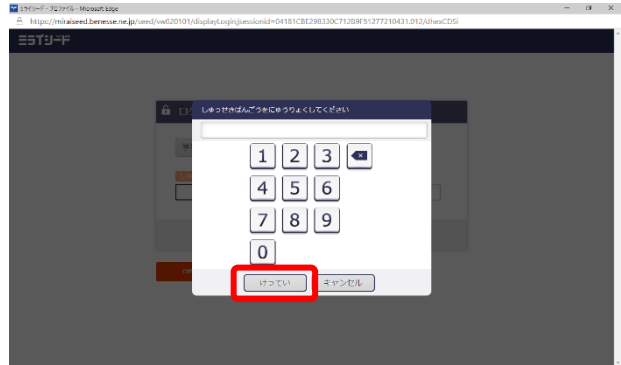 ミライシード - プロファイル - Microsoft Edge
https://miraiseed.benesse.ne.jp/seed/vw020101/displayLogin;jsessionid=04181CBE298330C712B9F51277210431.012/dhexCDSi
ミライシード
しゅっせきばんごうをにゅうりょくしてください
1 2 3
4 5 6
7 8 9
0
けってい キャンセル